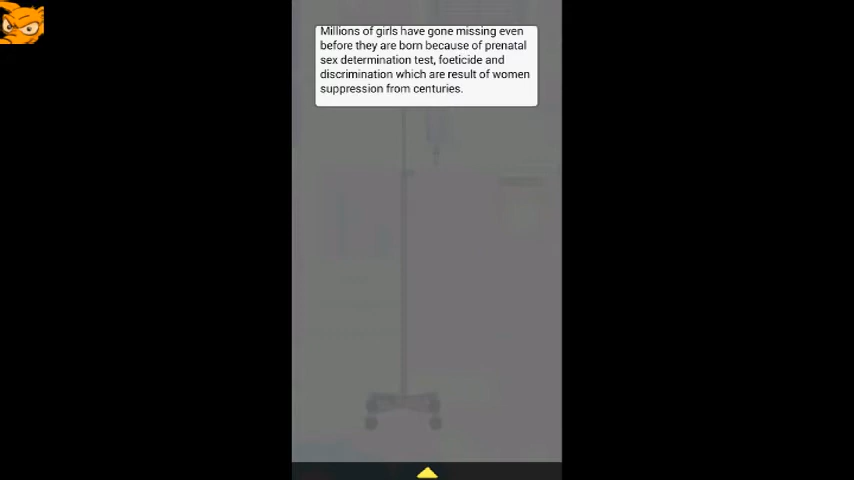 Millions of girls have gone missing even
before they are born because of prenatal
sex determination test, foeticide and
discrimination which are result of women
suppression from centuries.